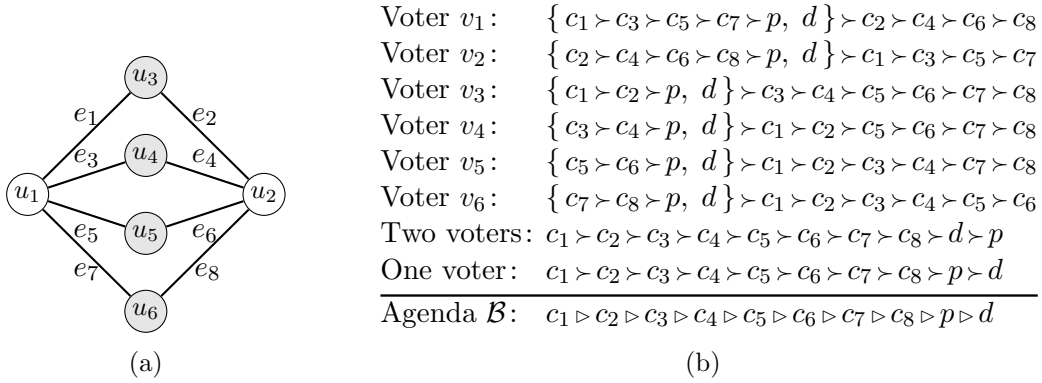 u₃
e₁ e₂
u₄
e₃ e₄
u₁ u₂
u₅
e₅ e₆
e₇ e₈
u₆
(a)
Voter v₁: { c₁ ≻ c₃ ≻ c₅ ≻ c₇ ≻ p, d } ≻ c₂ ≻ c₄ ≻ c₆ ≻ c₈
Voter v₂: { c₂ ≻ c₄ ≻ c₆ ≻ c₈ ≻ p, d } ≻ c₁ ≻ c₃ ≻ c₅ ≻ c₇
Voter v₃: { c₁ ≻ c₂ ≻ p, d } ≻ c₃ ≻ c₄ ≻ c₅ ≻ c₆ ≻ c₇ ≻ c₈
Voter v₄: { c₃ ≻ c₄ ≻ p, d } ≻ c₁ ≻ c₂ ≻ c₅ ≻ c₆ ≻ c₇ ≻ c₈
Voter v₅: { c₅ ≻ c₆ ≻ p, d } ≻ c₁ ≻ c₂ ≻ c₃ ≻ c₄ ≻ c₇ ≻ c₈
Voter v₆: { c₇ ≻ c₈ ≻ p, d } ≻ c₁ ≻ c₂ ≻ c₃ ≻ c₄ ≻ c₅ ≻ c₆
Two voters: c₁ ≻ c₂ ≻ c₃ ≻ c₄ ≻ c₅ ≻ c₆ ≻ c₇ ≻ c₈ ≻ d ≻ p
One voter: c₁ ≻ c₂ ≻ c₃ ≻ c₄ ≻ c₅ ≻ c₆ ≻ c₇ ≻ c₈ ≻ p ≻ d
Agenda ℬ: c₁ ▷ c₂ ▷ c₃ ▷ c₄ ▷ c₅ ▷ c₆ ▷ c₇ ▷ c₈ ▷ p ▷ d
(b)